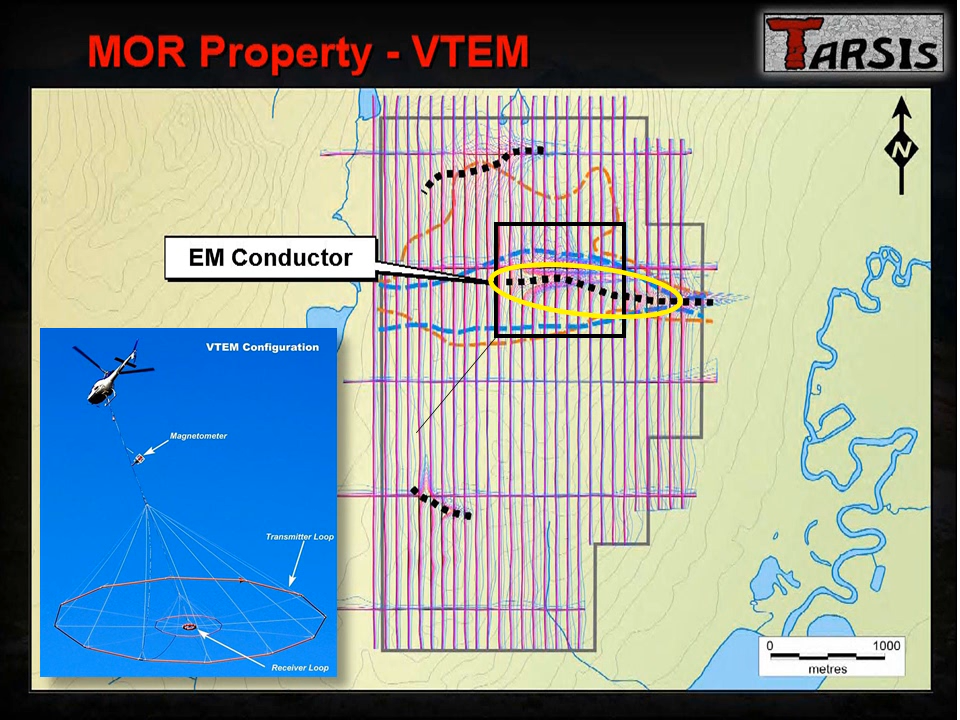 MOR Property - VTEM
TARSIS
N
EM Conductor
VTEM Configuration
Magnetometer
Transmitter Loop
Receiver Loop
0 1000
metres